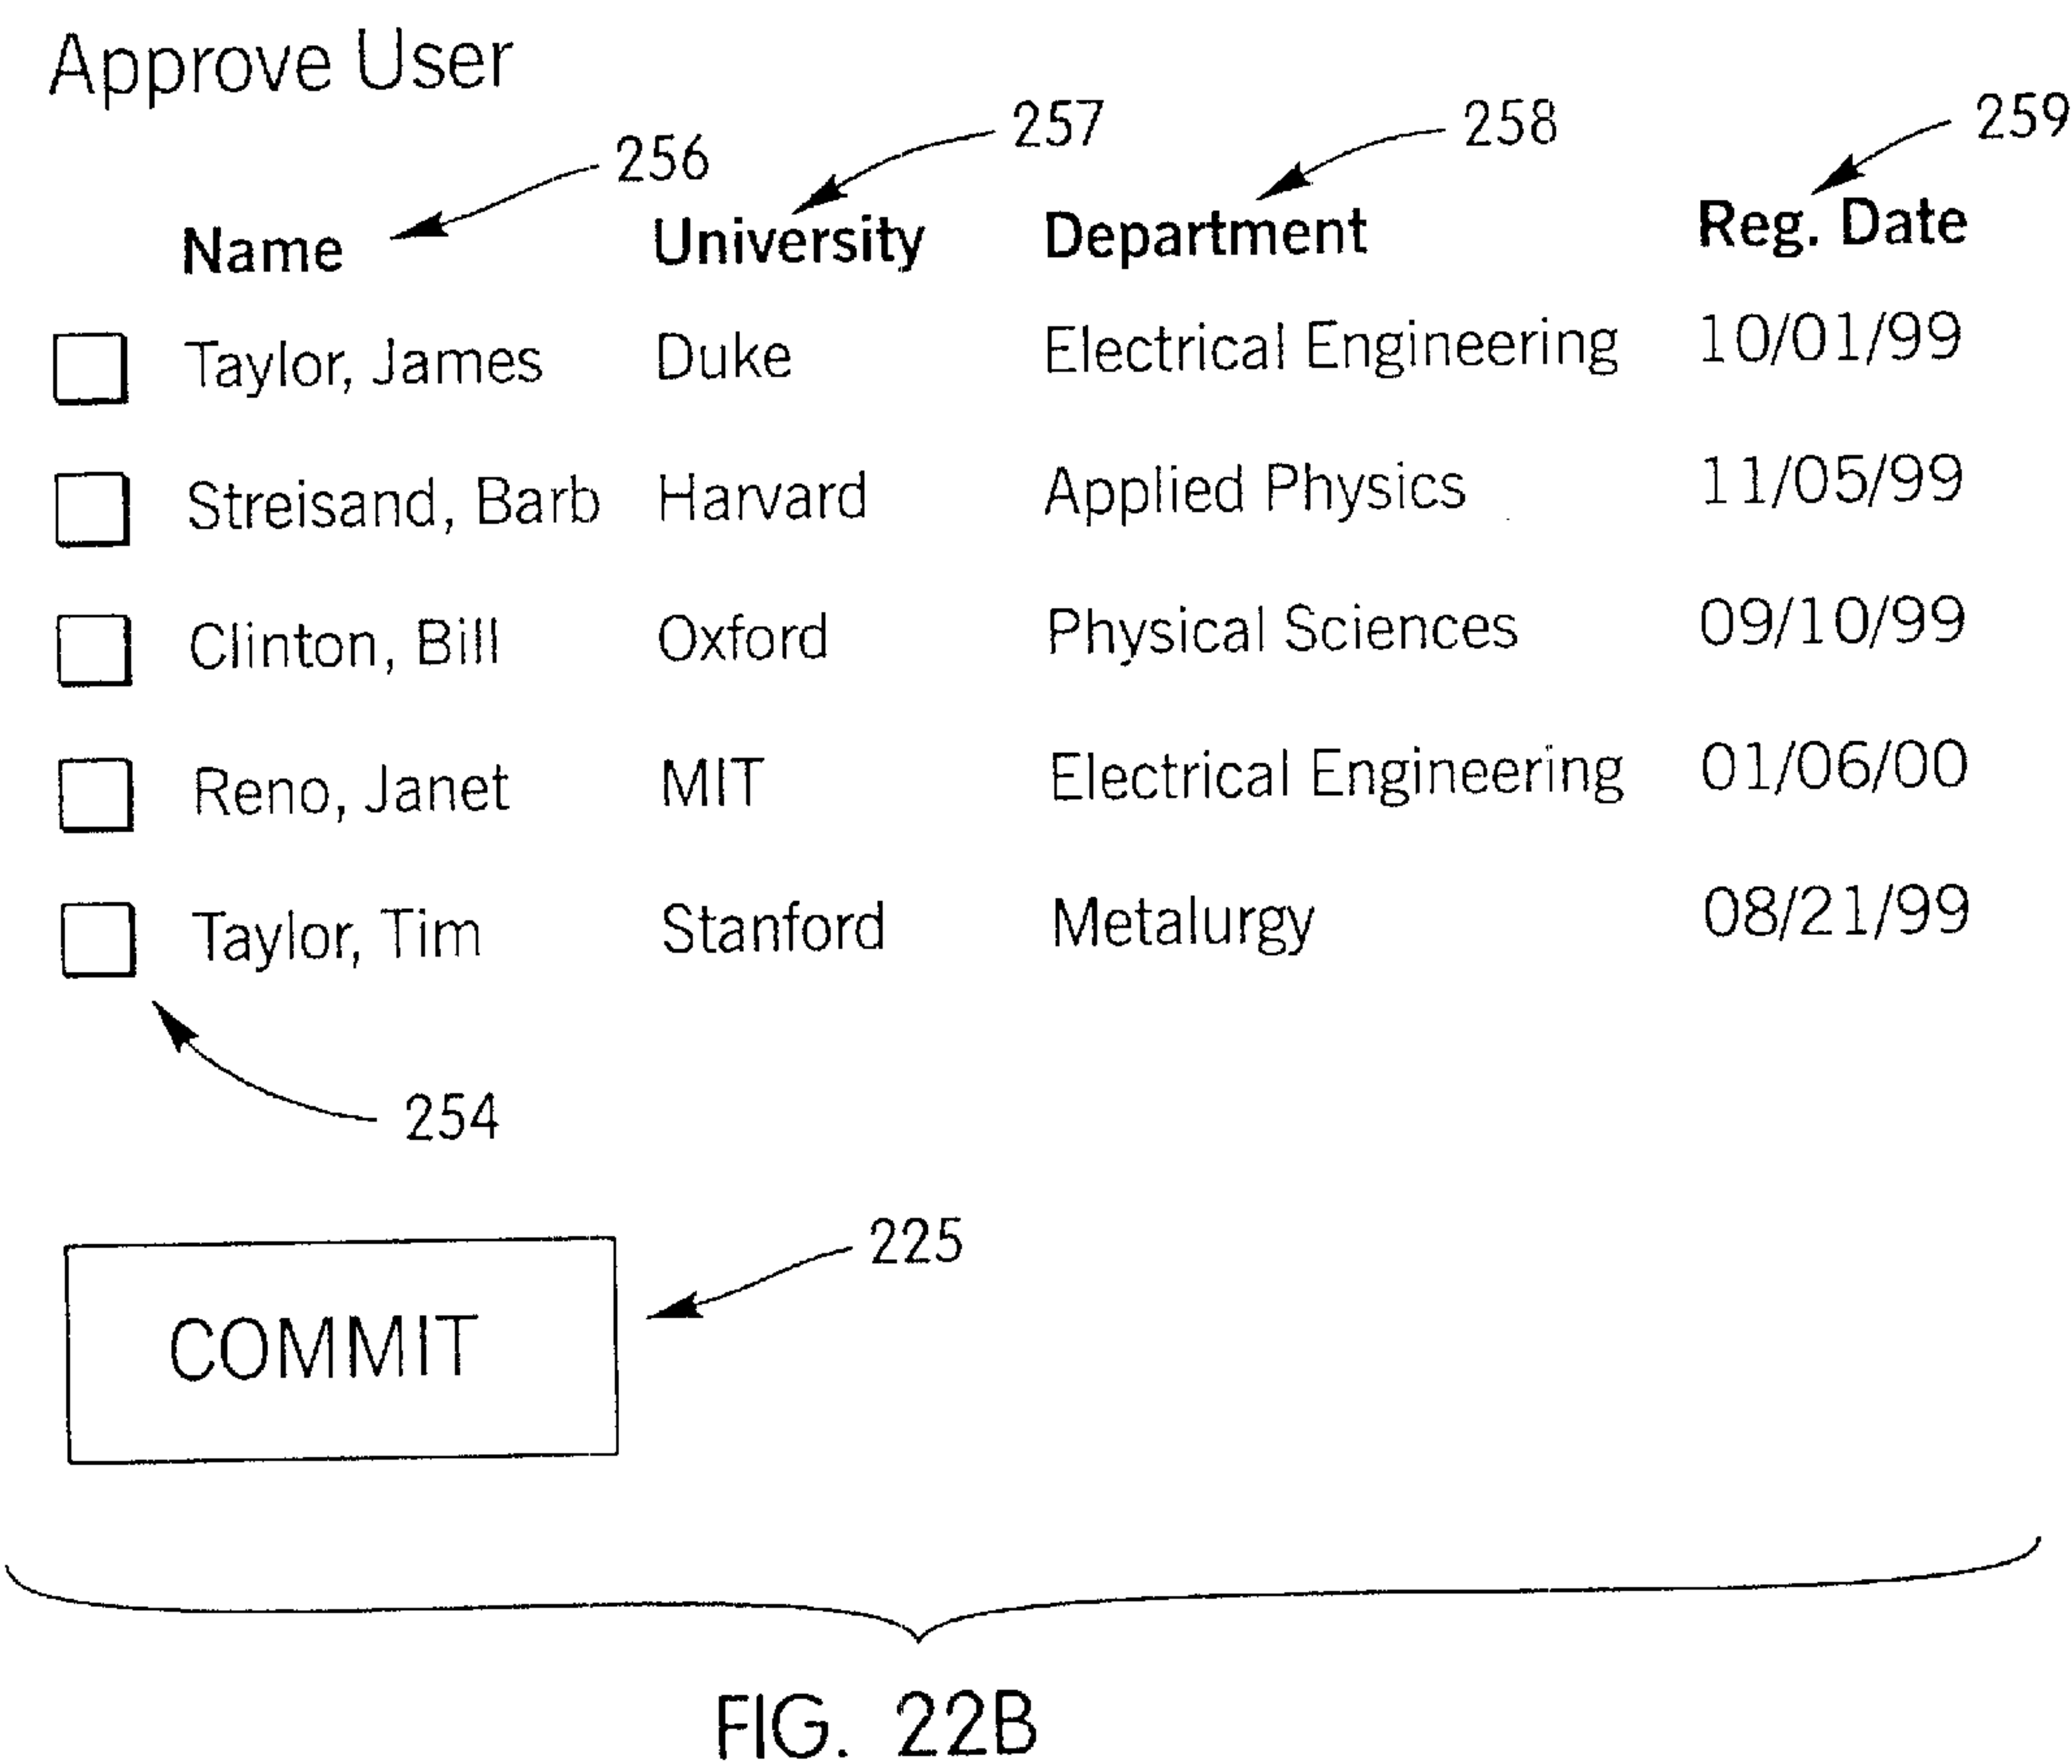 Approve User
256 257 258 259
Name University Department Reg. Date
Taylor, James Duke Electrical Engineering 10/01/99
Streisand, Barb Harvard Applied Physics 11/05/99
Clinton, Bill Oxford Physical Sciences 09/10/99
Reno, Janet MIT Electrical Engineering 01/06/00
Taylor, Tim Stanford Metalurgy 08/21/99
254
225
COMMIT
FIG. 22B